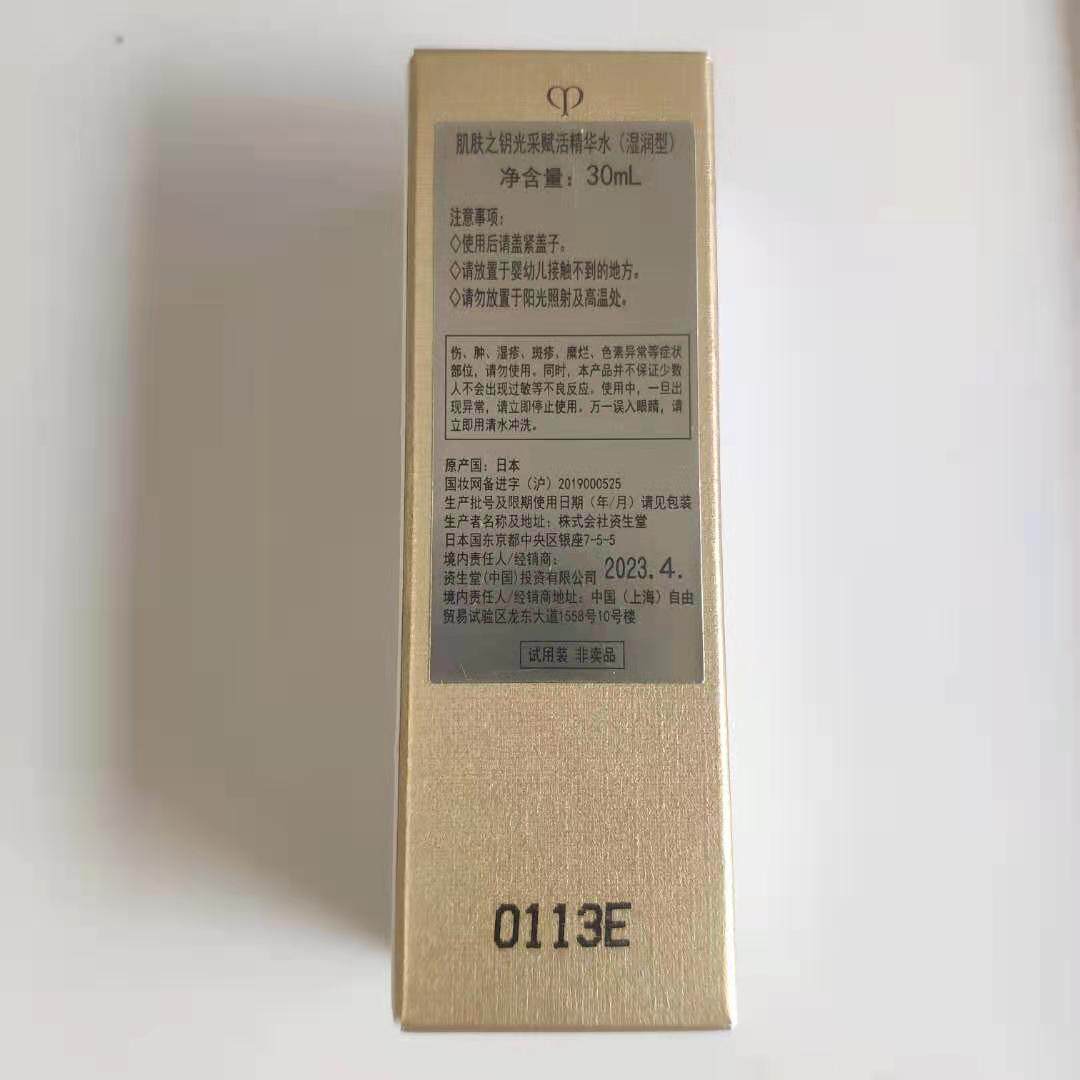 肌肤之钥光采赋活精华水（湿润型）
净含量：30mL
注意事项：
◇使用后请盖紧盖子。
◇请放置于婴幼儿接触不到的地方。
◇请勿放置于阳光照射及高温处。
伤、肿、湿疹、斑疹、糜烂、色素异常等症状
部位，请勿使用。同时，本产品并不保证少数
人不会出现过敏等不良反应。使用中，一旦出
现异常，请立即停止使用。万一误入眼睛，请
立即用清水冲洗。
原产国：日本
国妆网备进字（沪）2019000525
生产批号及限期使用日期（年/月）请见包装
生产者名称及地址：株式会社资生堂
日本国东京都中央区银座7-5-5
境内责任人/经销商：
资生堂(中国)投资有限公司 2023.4.
境内责任人/经销商地址：中国（上海）自由
贸易试验区龙东大道1558号10号楼
试用装 非卖品
0113E